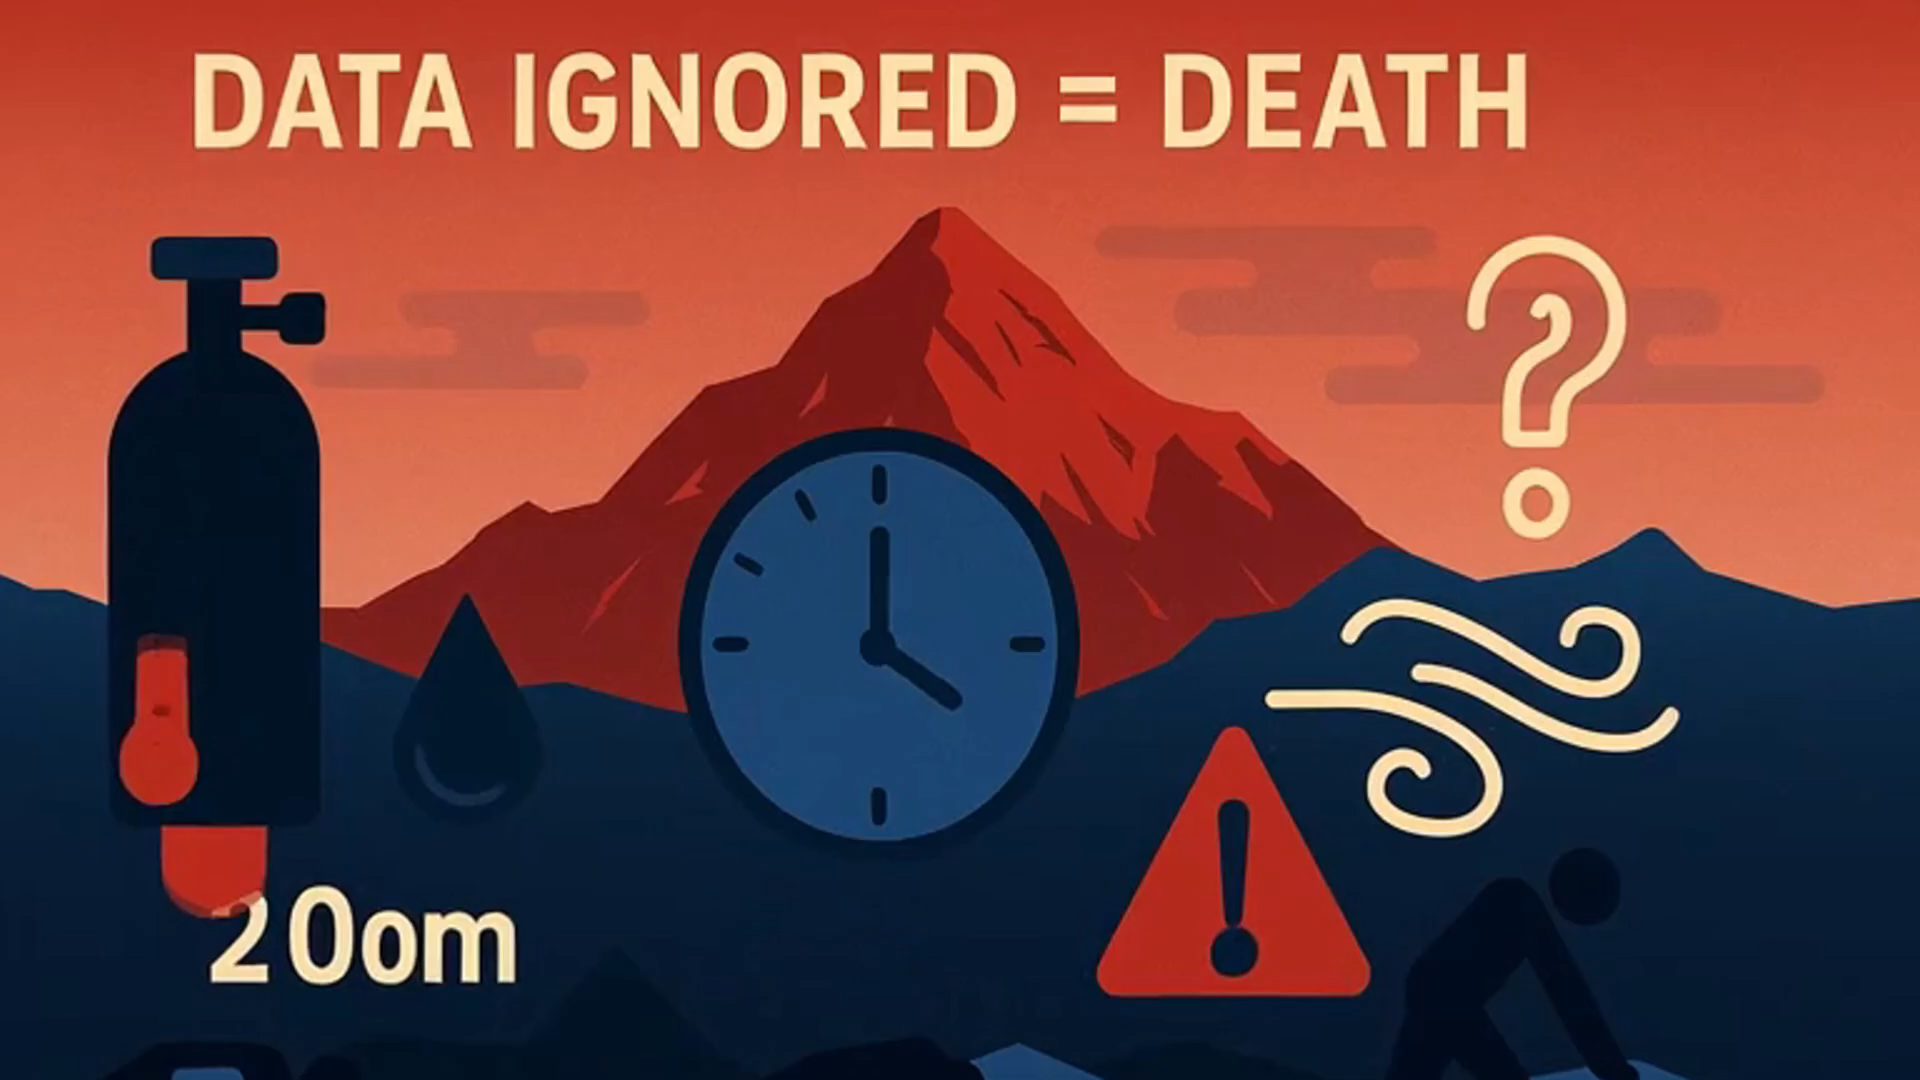 DATA IGNORED = DEATH
20om